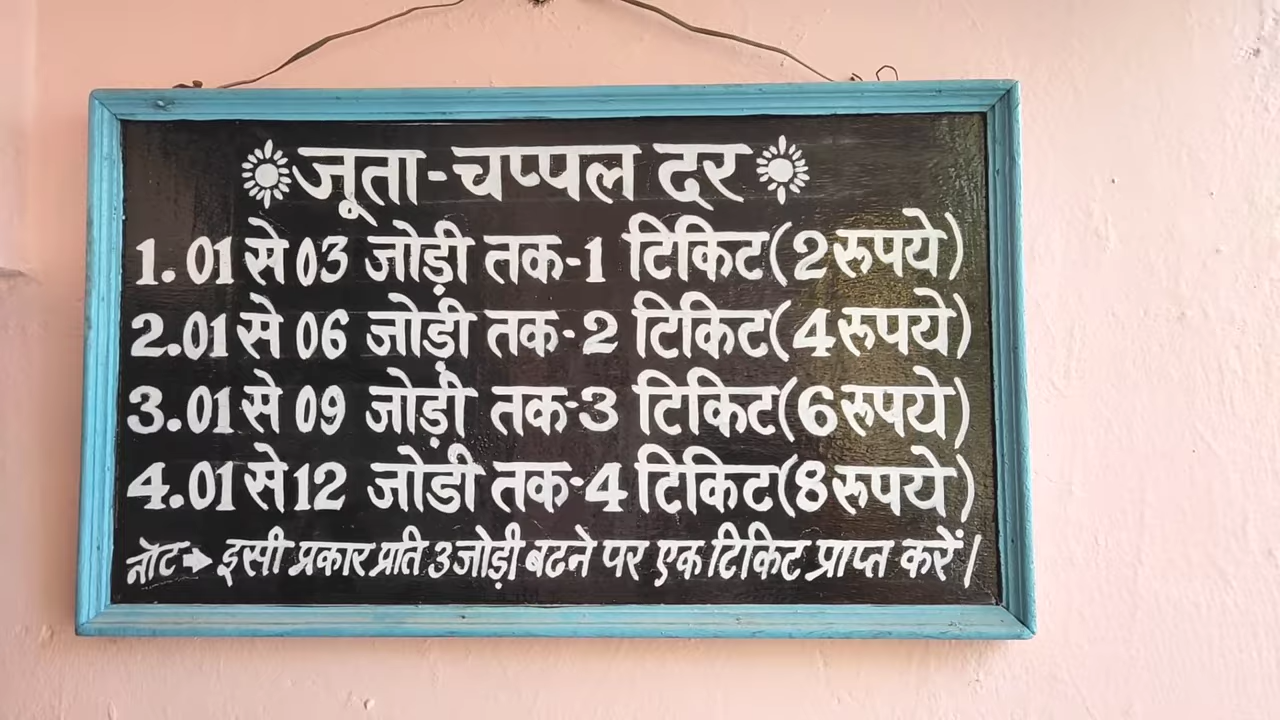 जूता-चप्पल दर
1. 01 से 03 जोड़ी तक-1 टिकिट(2 रूपये)
2.01 से 06 जोड़ी तक-2 टिकिट(4 रूपये)
3.01 से 09 जोड़ी तक-3 टिकिट(6 रूपये)
4.01 से 12 जोडी तक-4 टिकिट(8 रूपये)
नोट➔ इसी प्रकार प्रति 3 जोड़ी बढने पर एक टिकिट प्राप्त करें।